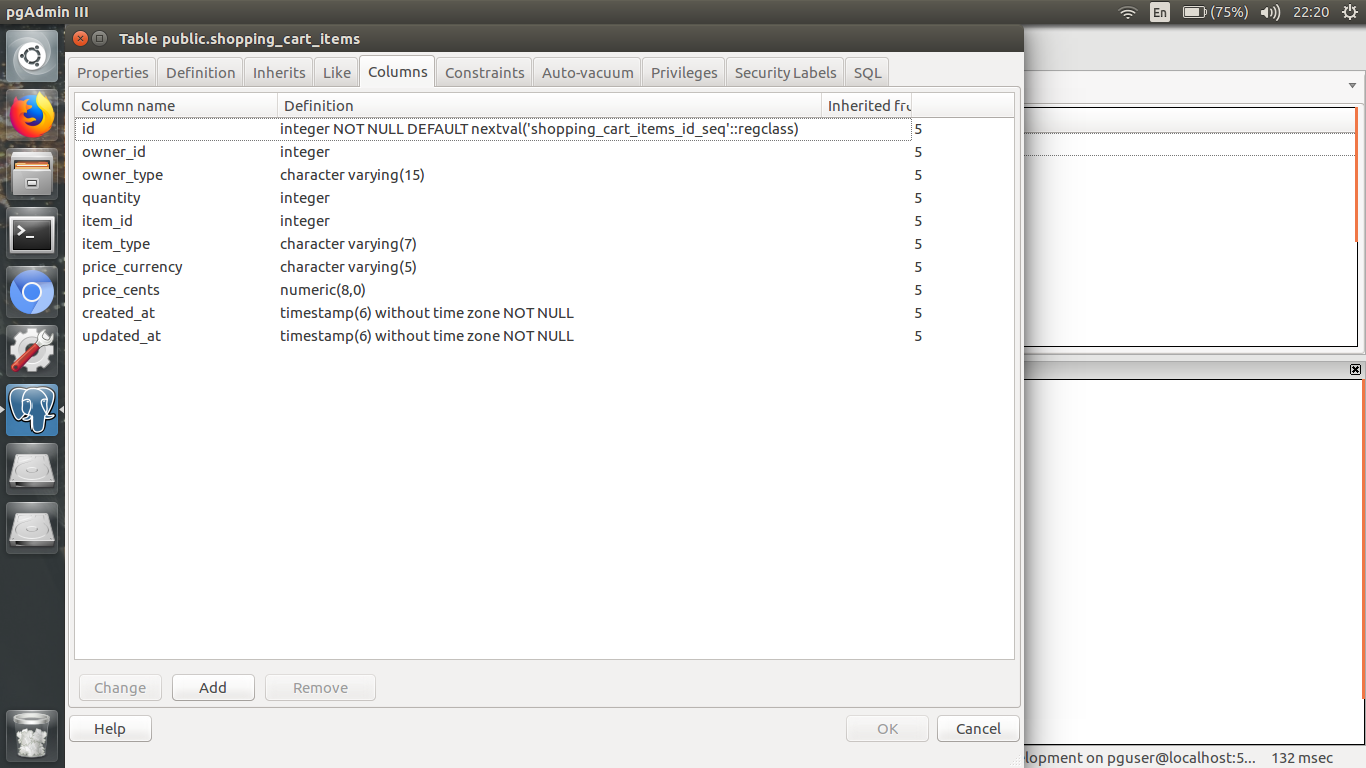 pgAdmin III
En
(75%)
22:20
Table public.shopping_cart_items
Properties Definition Inherits Like Columns Constraints Auto-vacuum Privileges Security Labels SQL
Column name Definition Inherited fro
id integer NOT NULL DEFAULT nextval('shopping_cart_items_id_seq'::regclass) 5
owner_id integer 5
owner_type character varying(15) 5
quantity integer 5
item_id integer 5
item_type character varying(7) 5
price_currency character varying(5) 5
price_cents numeric(8,0) 5
created_at timestamp(6) without time zone NOT NULL 5
updated_at timestamp(6) without time zone NOT NULL 5
Change Add Remove
Help OK Cancel
lopment on pguser@localhost:5... 132 msec